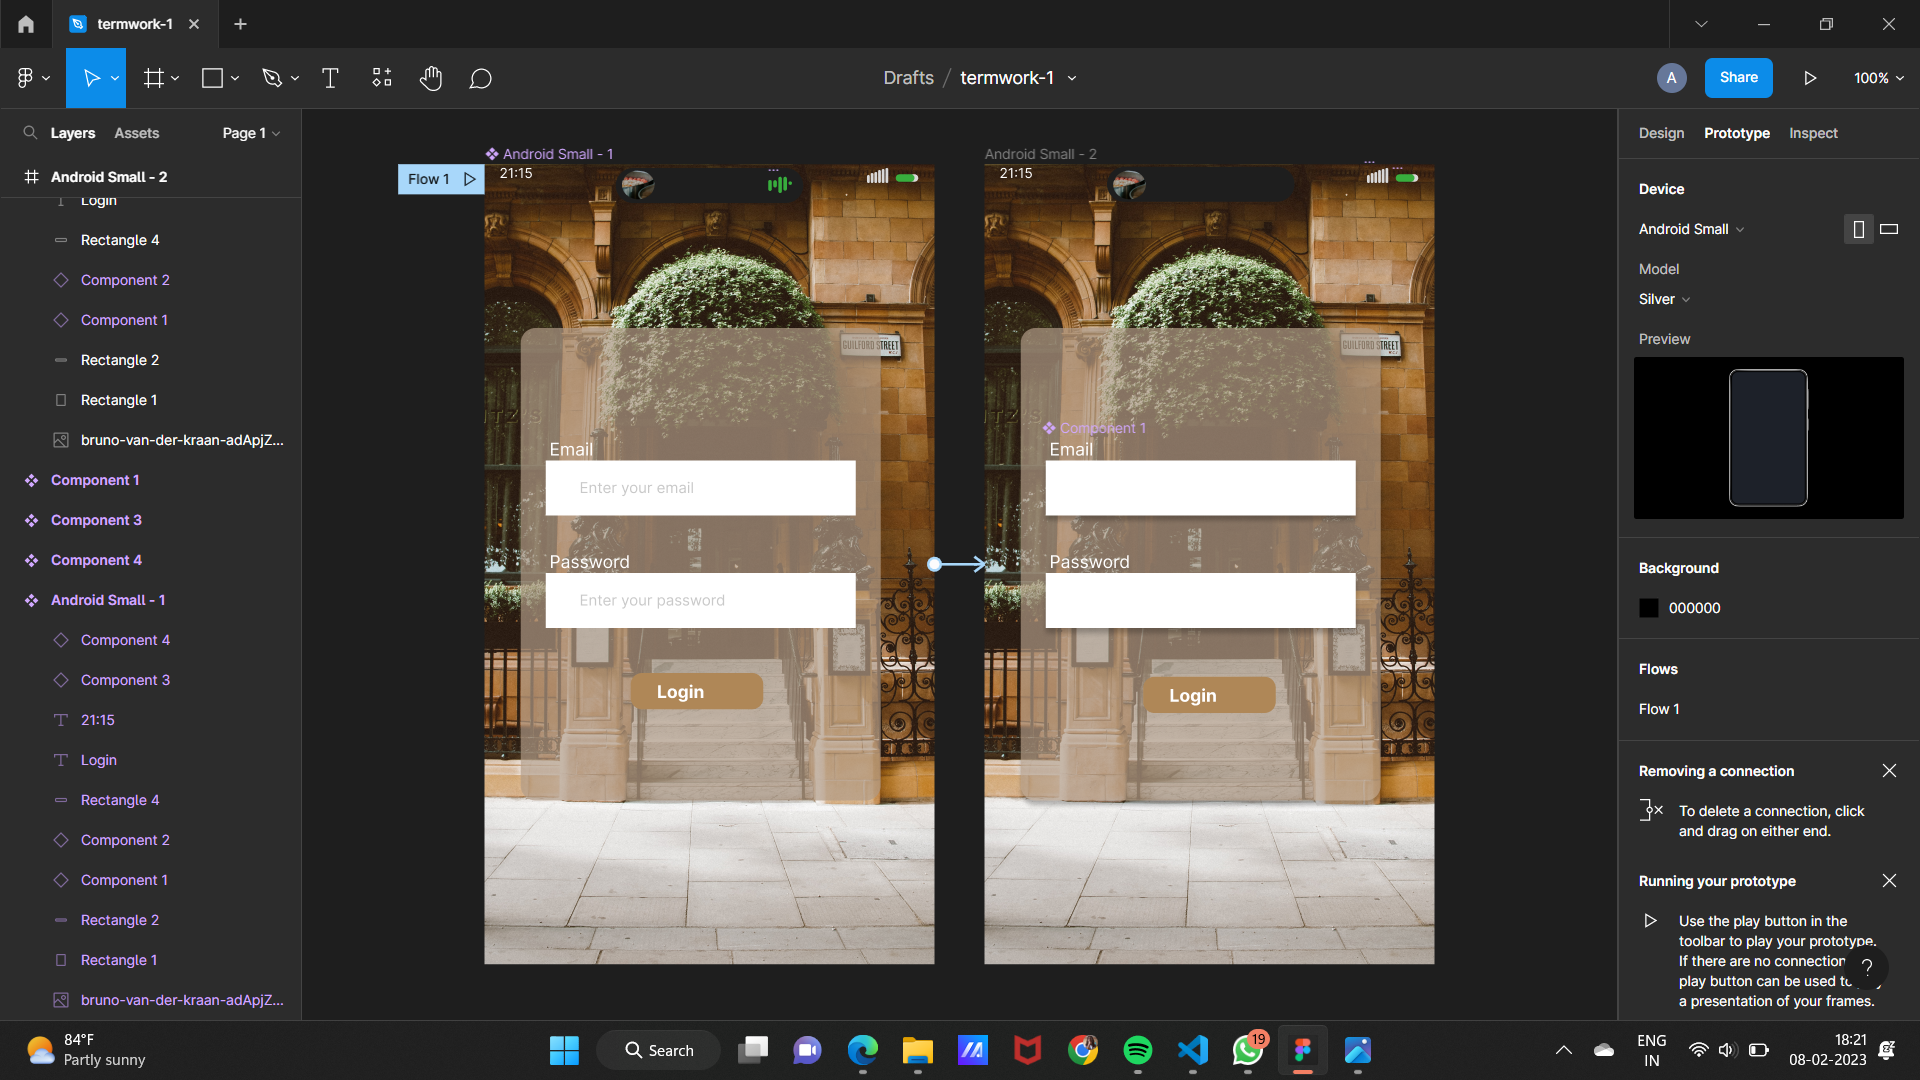 termwork-1
Drafts / termwork-1
A
Share
100%
Layers
Assets
Page 1
Android Small - 2
Login
Rectangle 4
Component 2
Component 1
Rectangle 2
Rectangle 1
bruno-van-der-kraan-adApjZ...
Component 1
Component 3
Component 4
Android Small - 1
Component 4
Component 3
21:15
Login
Rectangle 4
Component 2
Component 1
Rectangle 2
Rectangle 1
bruno-van-der-kraan-adApjZ...
Flow 1
Android Small - 1
21:15
GUILFORD STREET
Email
Enter your email
Password
Enter your password
Login
Android Small - 2
21:15
GUILFORD STREET
Component 1
Email
Password
Login
Design
Prototype
Inspect
Device
Android Small
Model
Silver
Preview
Background
000000
Flows
Flow 1
Removing a connection
To delete a connection, click
and drag on either end.
Running your prototype
Use the play button in the
toolbar to play your prototype.
If there are no connection
play button can be used to
a presentation of your frames.
?
84°F
Partly sunny
Search
19
ENG
IN
18:21
08-02-2023